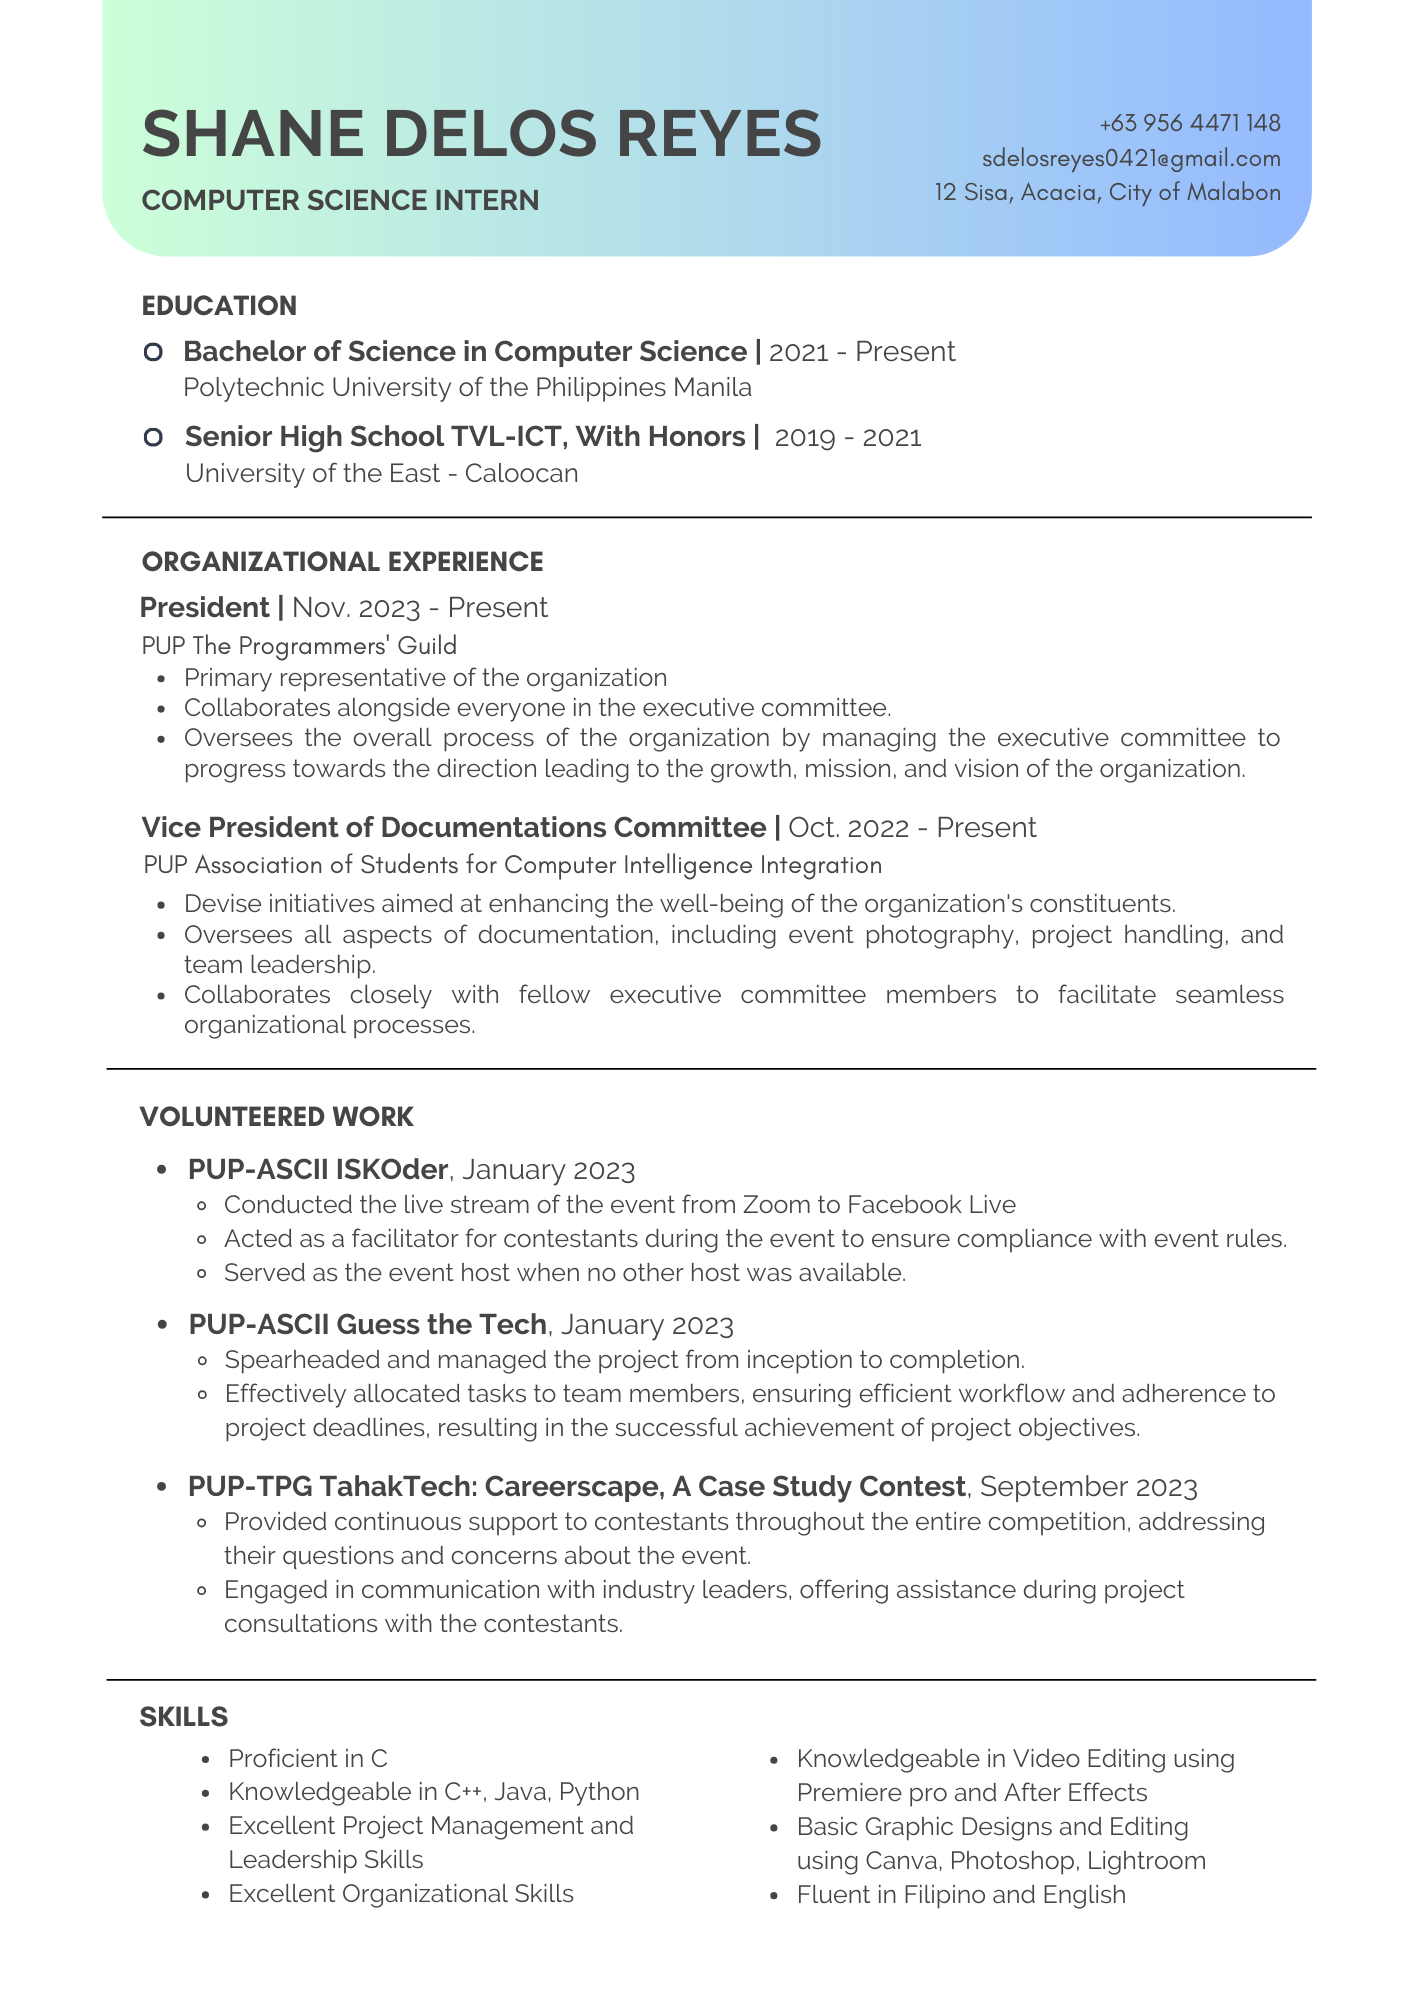 SHANE DELOS REYES
COMPUTER SCIENCE INTERN
+63 956 4471 148
sdelosreyes0421@gmail.com
12 Sisa, Acacia, City of Malabon
EDUCATION
Bachelor of Science in Computer Science | 2021 - Present
Polytechnic University of the Philippines Manila
Senior High School TVL-ICT, With Honors | 2019 - 2021
University of the East - Caloocan
ORGANIZATIONAL EXPERIENCE
President | Nov. 2023 - Present
PUP The Programmers' Guild
• Primary representative of the organization
• Collaborates alongside everyone in the executive committee.
• Oversees the overall process of the organization by managing the executive committee to
progress towards the direction leading to the growth, mission, and vision of the organization.
Vice President of Documentations Committee | Oct. 2022 - Present
PUP Association of Students for Computer Intelligence Integration
• Devise initiatives aimed at enhancing the well-being of the organization's constituents.
• Oversees all aspects of documentation, including event photography, project handling, and
team leadership.
• Collaborates closely with fellow executive committee members to facilitate seamless
organizational processes.
VOLUNTEERED WORK
• PUP-ASCII ISKOder, January 2023
◦ Conducted the live stream of the event from Zoom to Facebook Live
◦ Acted as a facilitator for contestants during the event to ensure compliance with event rules.
◦ Served as the event host when no other host was available.
• PUP-ASCII Guess the Tech, January 2023
◦ Spearheaded and managed the project from inception to completion.
◦ Effectively allocated tasks to team members, ensuring efficient workflow and adherence to
project deadlines, resulting in the successful achievement of project objectives.
• PUP-TPG TahakTech: Careerscape, A Case Study Contest, September 2023
◦ Provided continuous support to contestants throughout the entire competition, addressing
their questions and concerns about the event.
◦ Engaged in communication with industry leaders, offering assistance during project
consultations with the contestants.
SKILLS
• Proficient in C
• Knowledgeable in C++, Java, Python
• Excellent Project Management and
Leadership Skills
• Excellent Organizational Skills
• Knowledgeable in Video Editing using
Premiere pro and After Effects
• Basic Graphic Designs and Editing
using Canva, Photoshop, Lightroom
• Fluent in Filipino and English